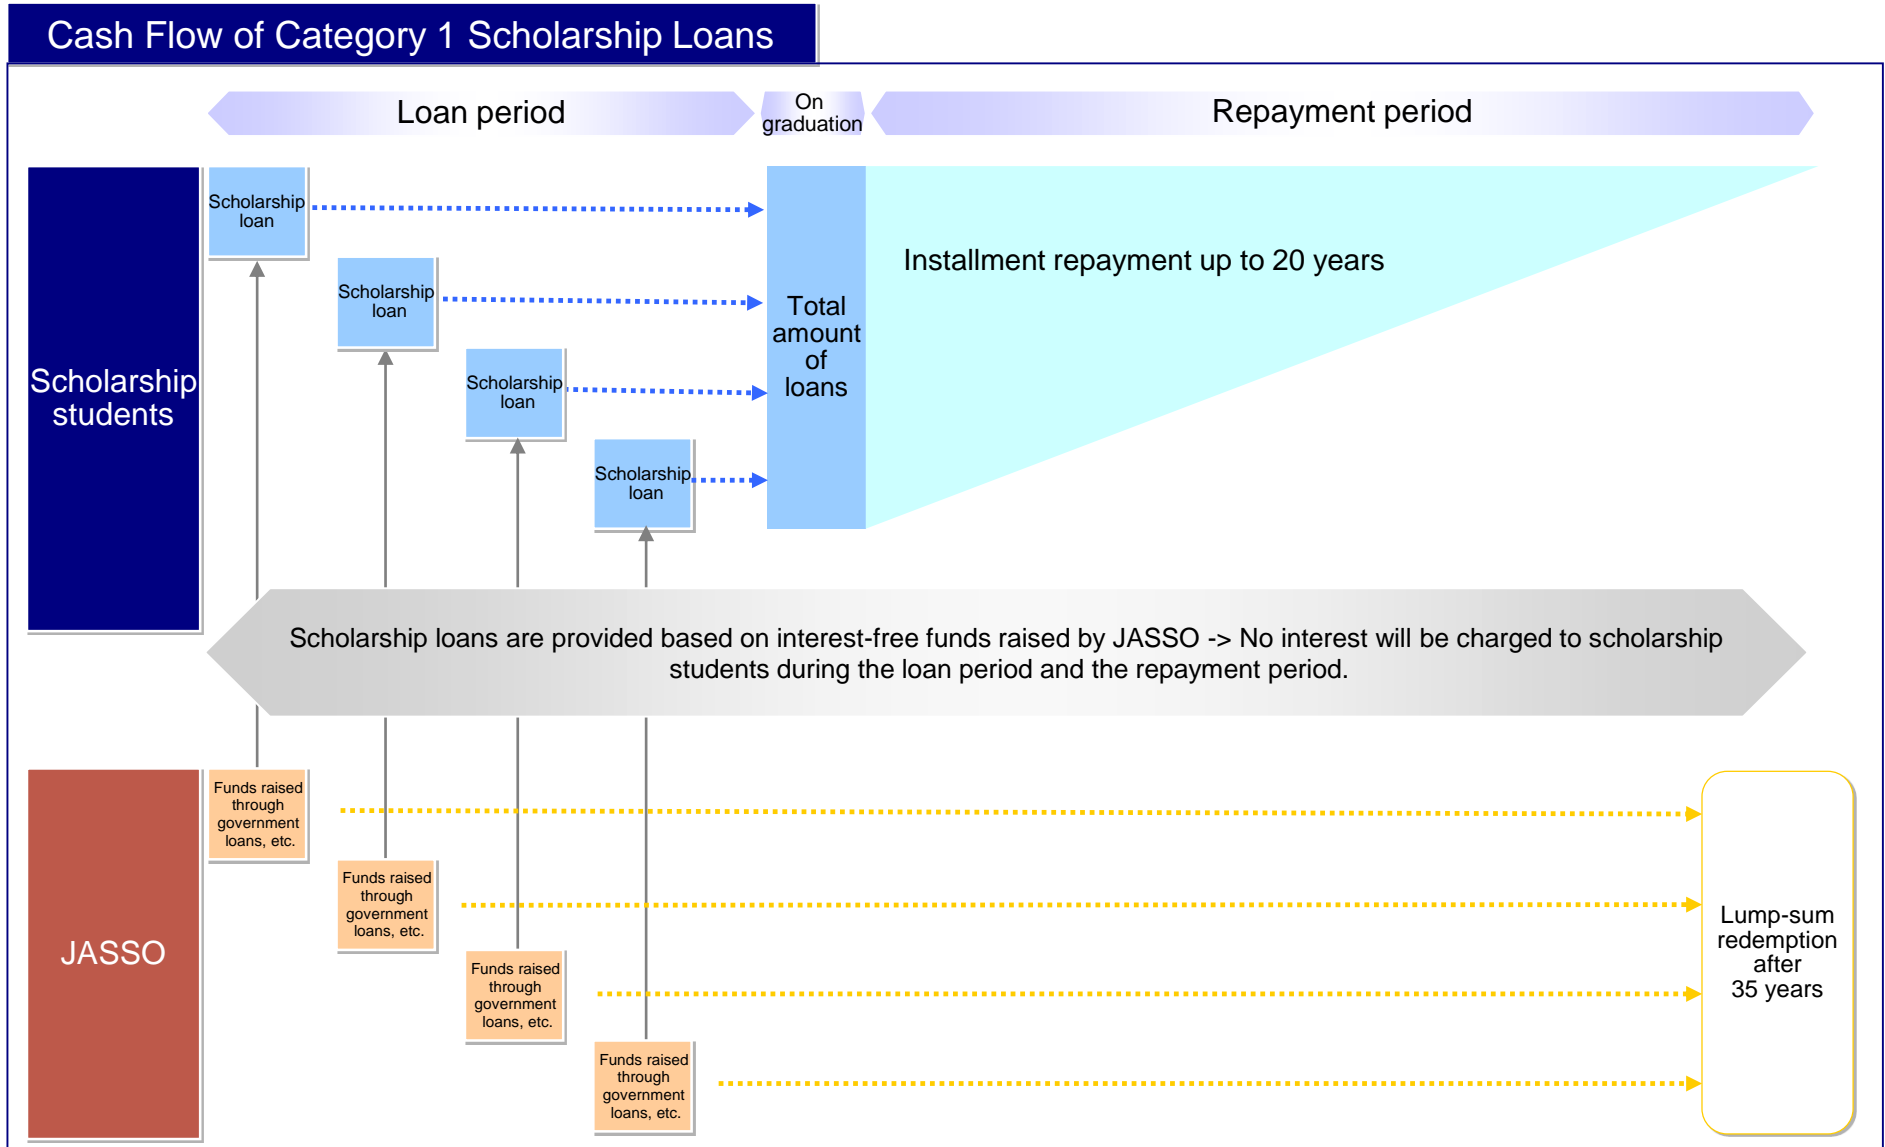 Cash Flow of Category 1 Scholarship Loans
Loan period
On
graduation
Repayment period
Scholarship
students
Scholarship
loan
Scholarship
loan
Scholarship
loan
Scholarship
loan
Total
amount
of
loans
Installment repayment up to 20 years
Scholarship loans are provided based on interest-free funds raised by JASSO -> No interest will be charged to scholarship
students during the loan period and the repayment period.
JASSO
Funds raised
through
government
loans, etc.
Funds raised
through
government
loans, etc.
Funds raised
through
government
loans, etc.
Funds raised
through
government
loans, etc.
Lump-sum
redemption
after
35 years